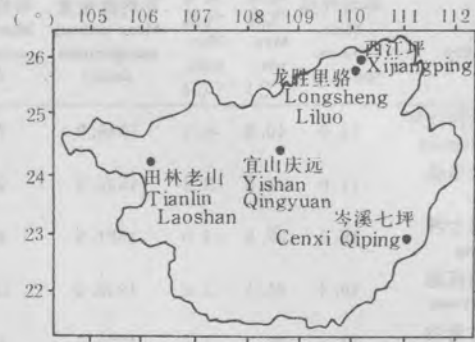 ( °) 105 106 107 108 109 110 111 112
26
25
24
23
22
西江坪
Xijiangping
龙胜里骆
Longsheng
Liluo
田林老山
Tianlin
Laoshan
宜山庆远
Yishan
Qingyuan
岑溪七坪
Cenxi Qiping